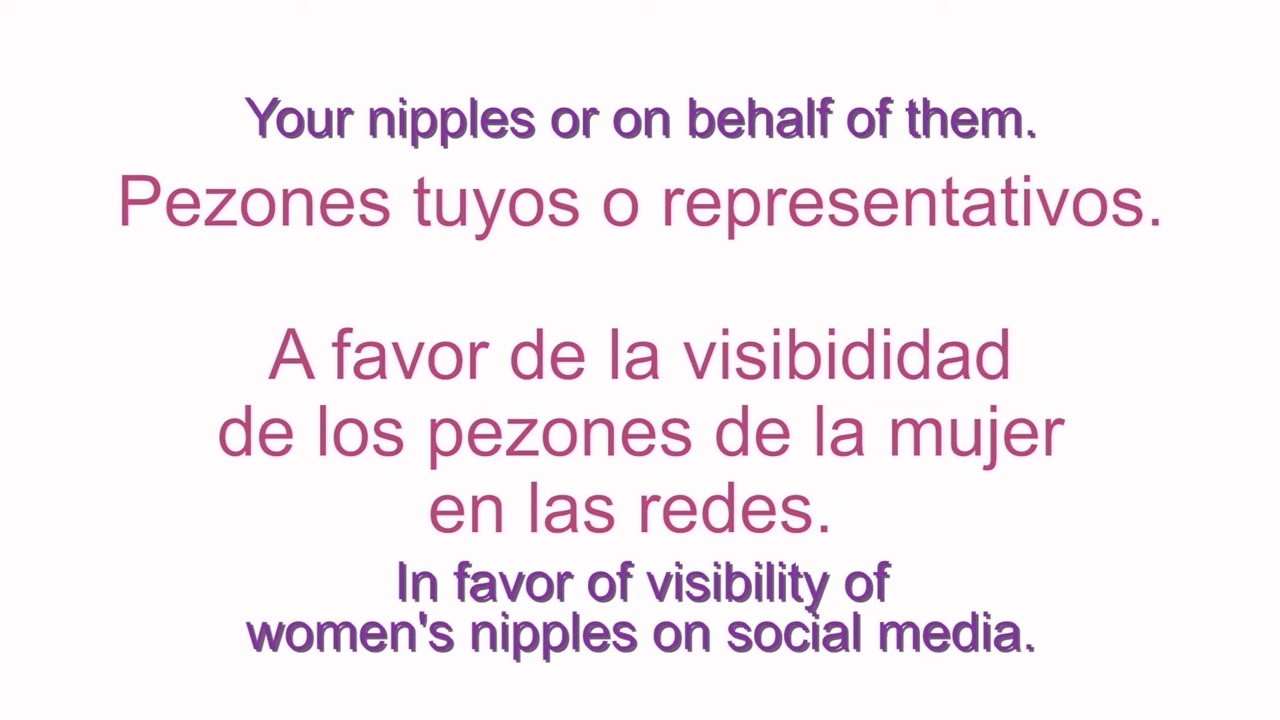 Your nipples or on behalf of them.
Pezones tuyos o representativos.
A favor de la visibididad
de los pezones de la mujer
en las redes.
In favor of visibility of
women's nipples on social media.